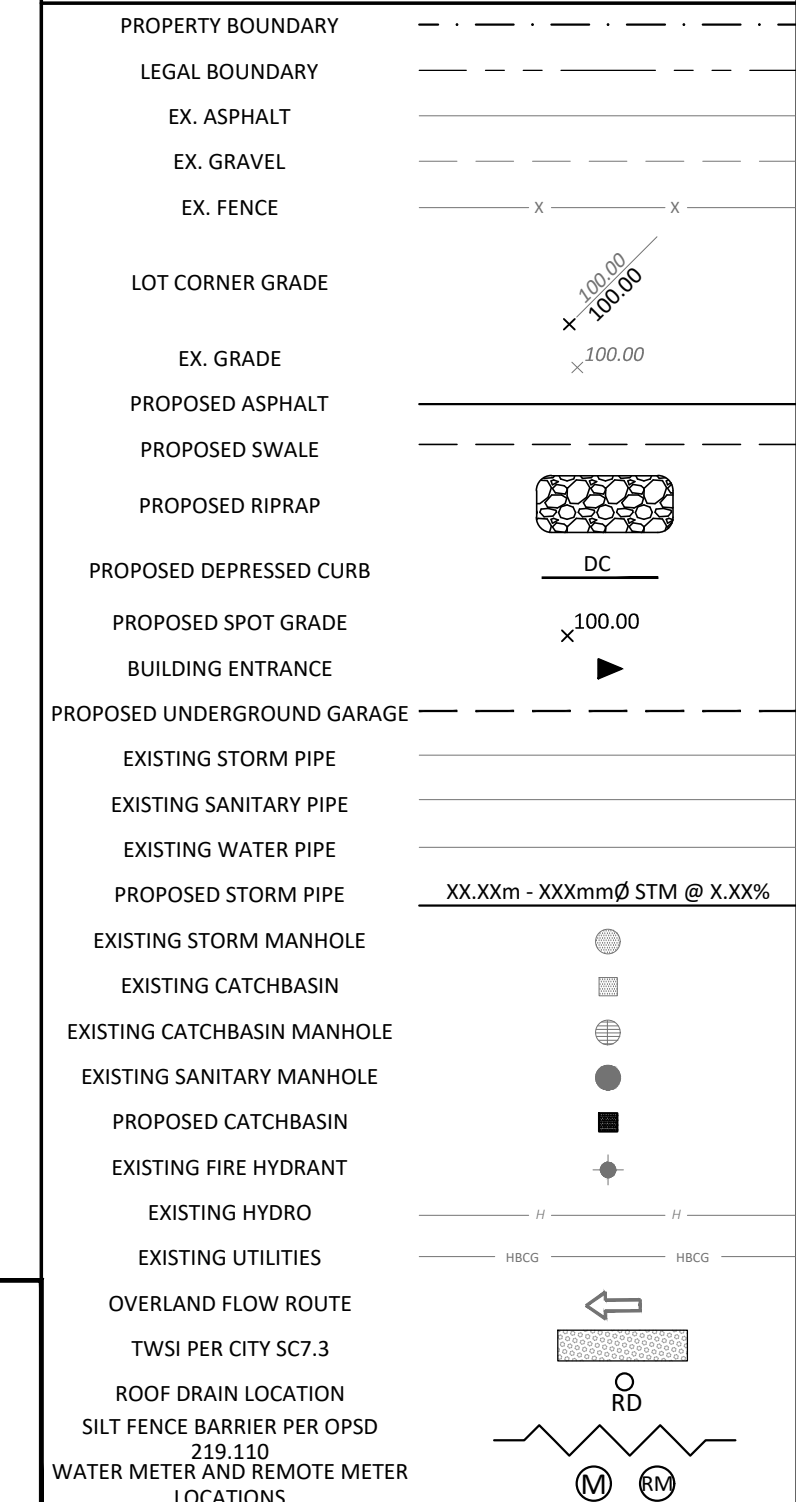 PROPERTY BOUNDARY
LEGAL BOUNDARY
EX. ASPHALT
EX. GRAVEL
EX. FENCE X X
LOT CORNER GRADE 100.00
100.00
EX. GRADE 100.00
PROPOSED ASPHALT
PROPOSED SWALE
PROPOSED RIPRAP
PROPOSED DEPRESSED CURB DC
PROPOSED SPOT GRADE 100.00
BUILDING ENTRANCE
PROPOSED UNDERGROUND GARAGE
EXISTING STORM PIPE
EXISTING SANITARY PIPE
EXISTING WATER PIPE
PROPOSED STORM PIPE XX.XXm - XXXmmØ STM @ X.XX%
EXISTING STORM MANHOLE
EXISTING CATCHBASIN
EXISTING CATCHBASIN MANHOLE
EXISTING SANITARY MANHOLE
PROPOSED CATCHBASIN
EXISTING FIRE HYDRANT
EXISTING HYDRO H H
EXISTING UTILITIES HBCG HBCG
OVERLAND FLOW ROUTE
TWSI PER CITY SC7.3
ROOF DRAIN LOCATION RD
SILT FENCE BARRIER PER OPSD
219.110
WATER METER AND REMOTE METER M RM
LOCATIONS